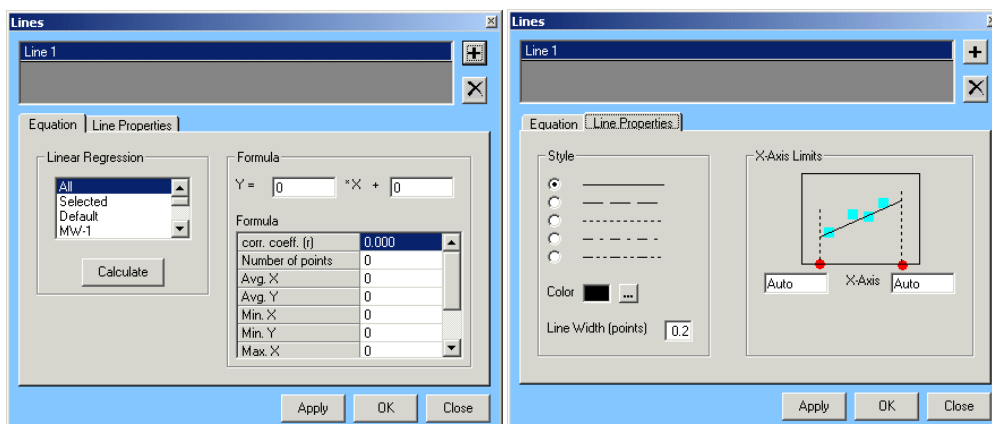 Lines
Line 1
Equation
Line Properties
Linear Regression
All
Selected
Default
MW-1
Calculate
Formula
Y = 0 *X + 0
Formula
corr. coeff. (r) 0.000
Number of points 0
Avg. X 0
Avg. Y 0
Min. X 0
Min. Y 0
Max. X 0
Apply
OK
Close
Lines
Line 1
Equation
Line Properties
Style
Color
...
Line Width (points) 0.2
X-Axis Limits
Auto X-Axis Auto
Apply
OK
Close